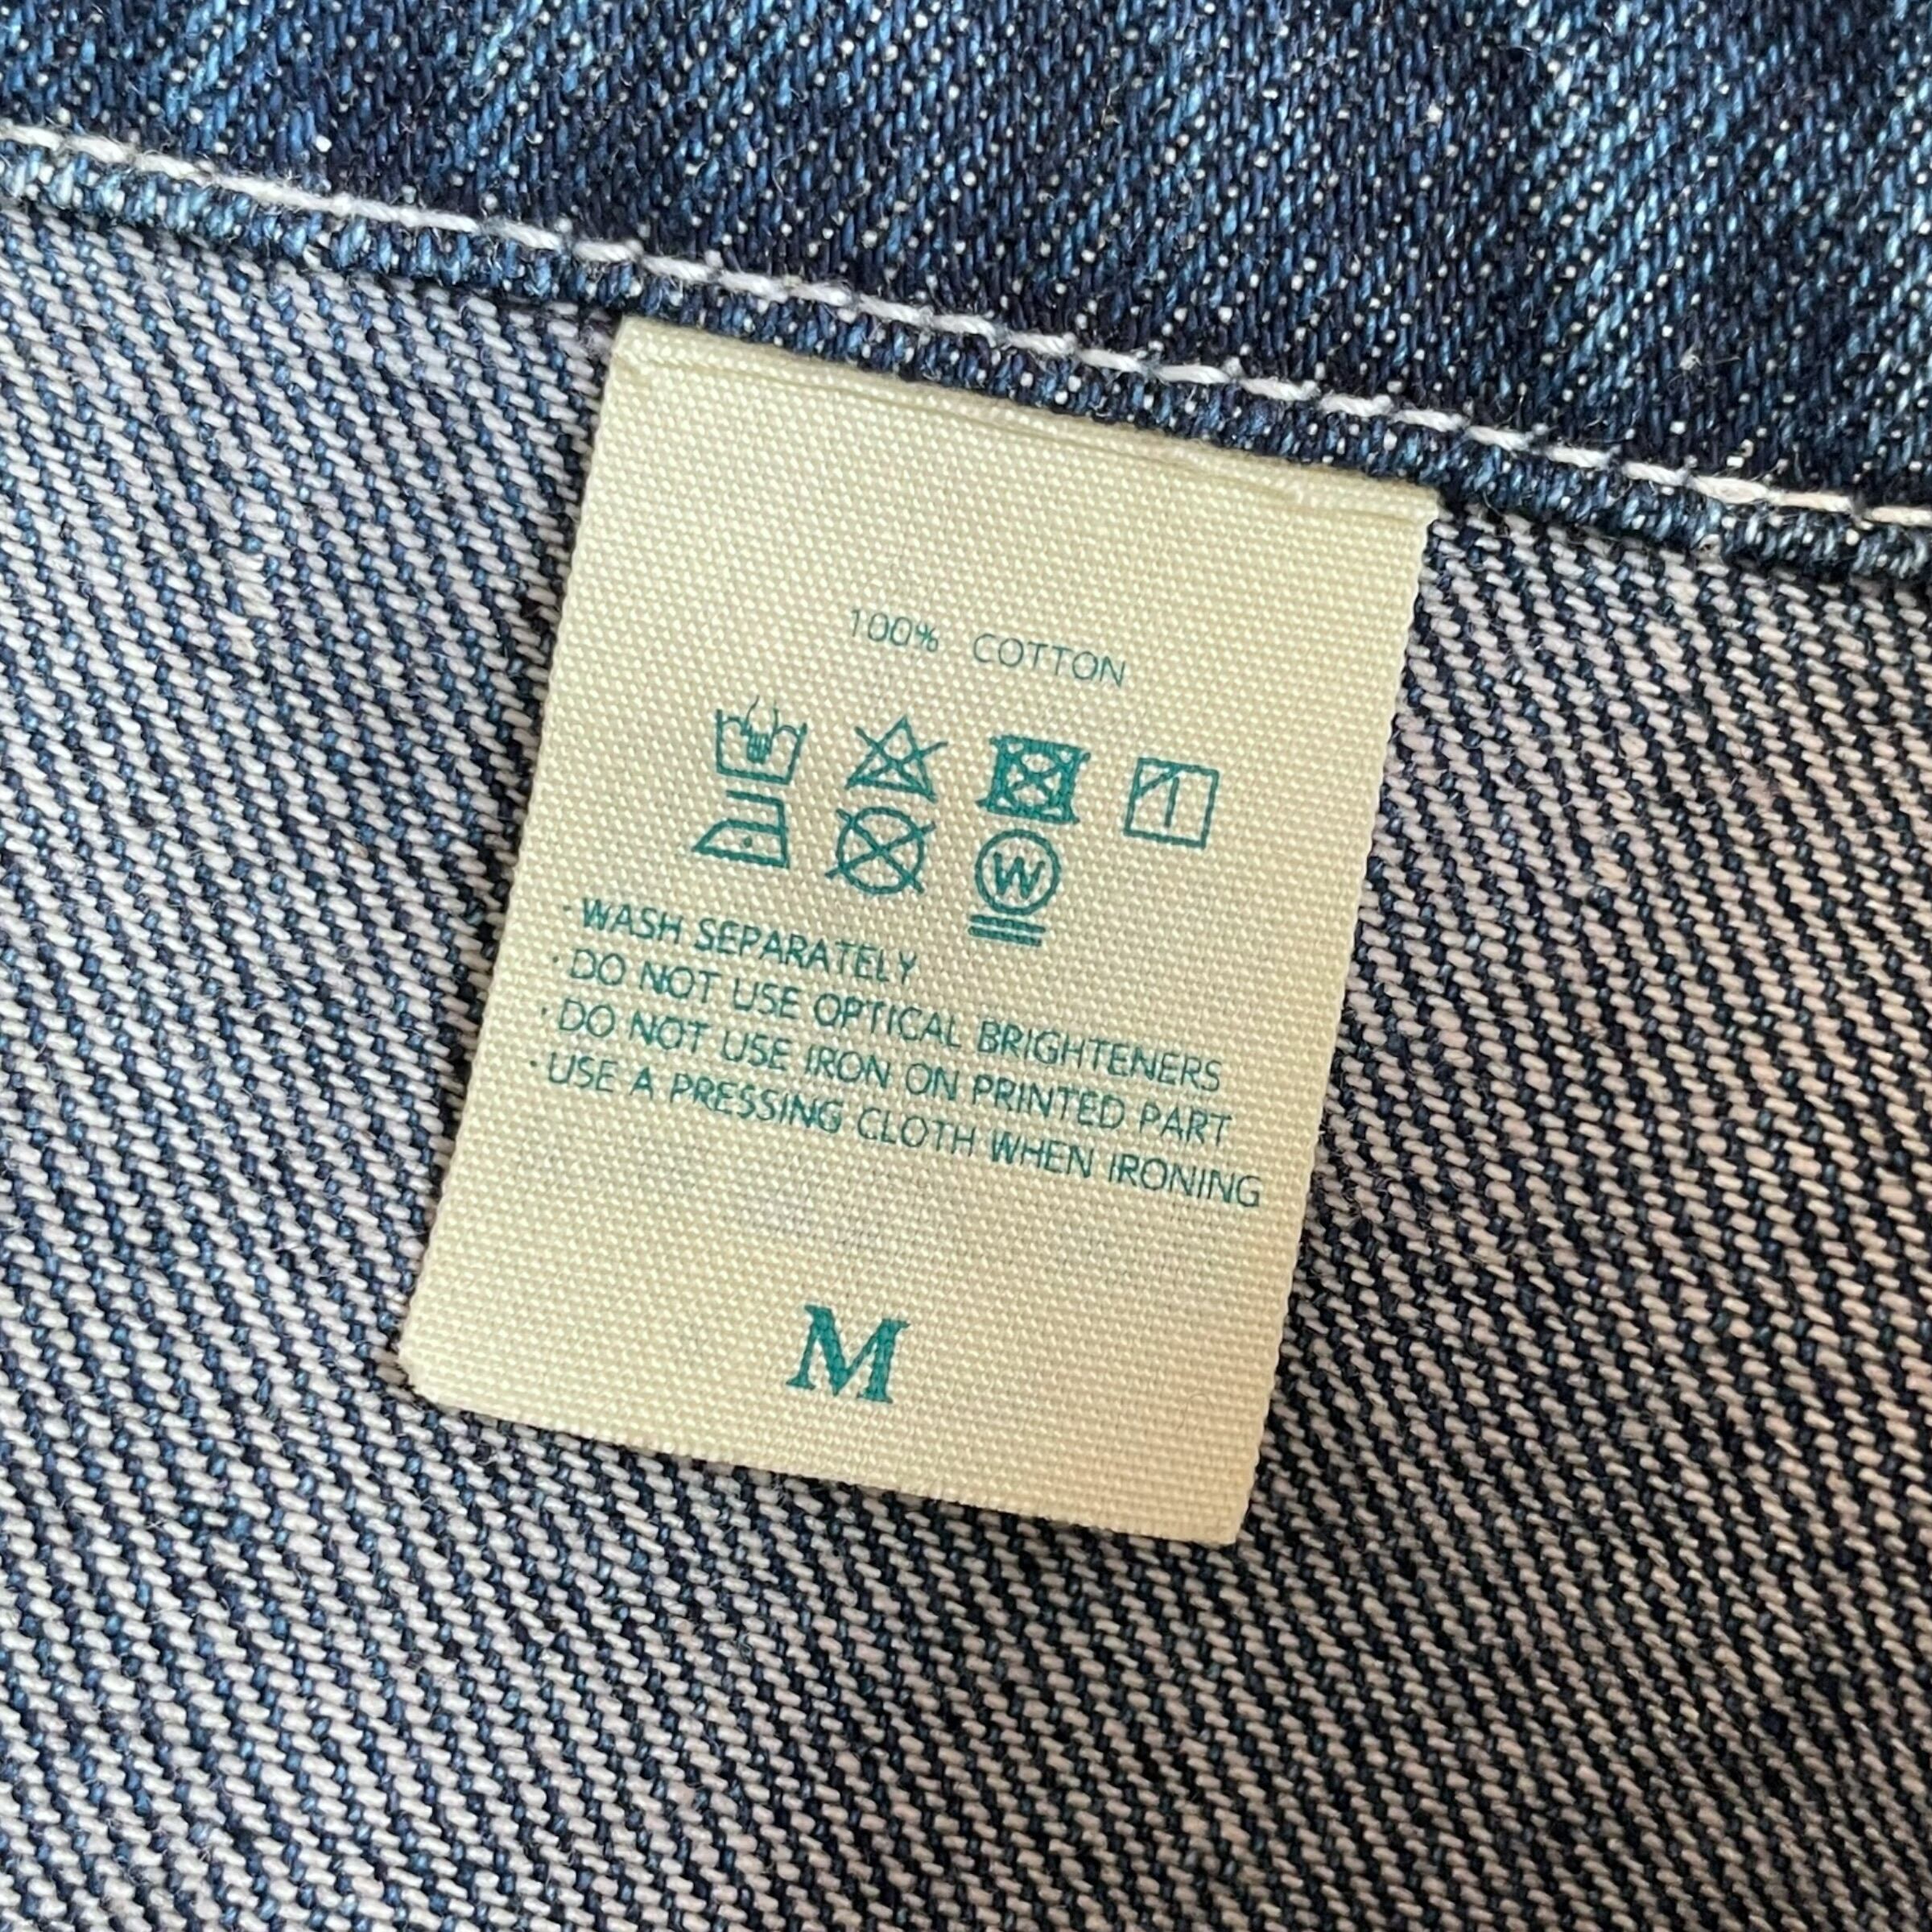 100% COTTON
W
· WASH SEPARATELY
· DO NOT USE OPTICAL BRIGHTENERS
· DO NOT USE IRON ON PRINTED PART
· USE A PRESSING CLOTH WHEN IRONING
M